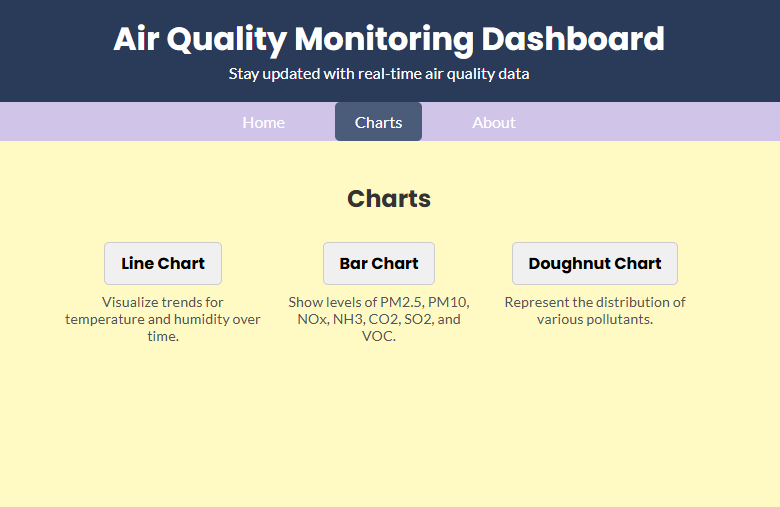 Air Quality Monitoring Dashboard
Stay updated with real-time air quality data
Home Charts About
Charts
Line Chart
Visualize trends for
temperature and humidity over
time.
Bar Chart
Show levels of PM2.5, PM10,
NOx, NH3, CO2, SO2, and
VOC.
Doughnut Chart
Represent the distribution of
various pollutants.